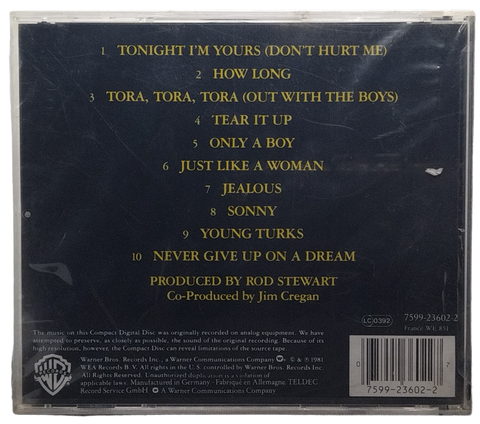 1 TONIGHT I'M YOURS (DON'T HURT ME)
2 HOW LONG
3 TORA, TORA, TORA (OUT WITH THE BOYS)
4 TEAR IT UP
5 ONLY A BOY
6 JUST LIKE A WOMAN
7 JEALOUS
8 SONNY
9 YOUNG TURKS
10 NEVER GIVE UP ON A DREAM
PRODUCED BY ROD STEWART
Co-Produced by Jim Cregan
LC 0392
7599-23602-2
France WE 851
The music on this Compact Digital Disc was originally recorded on analog equipment. We have
attempted to preserve, as closely as possible, the sound of the original recording. Because of its
high resolution, however, the Compact Disc can reveal limitations of the source tape.
Warner Bros. Records Inc., a Warner Communications Company © & ℗ 1981
WEA Records B.V. All rights in the U.S. controlled by Warner Bros. Records Inc.
All Rights Reserved. Unauthorized duplication is a violation of
applicable laws. Manufactured in Germany · Fabriqué en Allemagne TELDEC
Record Service GmbH A Warner Communications Company
WB
0 7599-23602-2 7